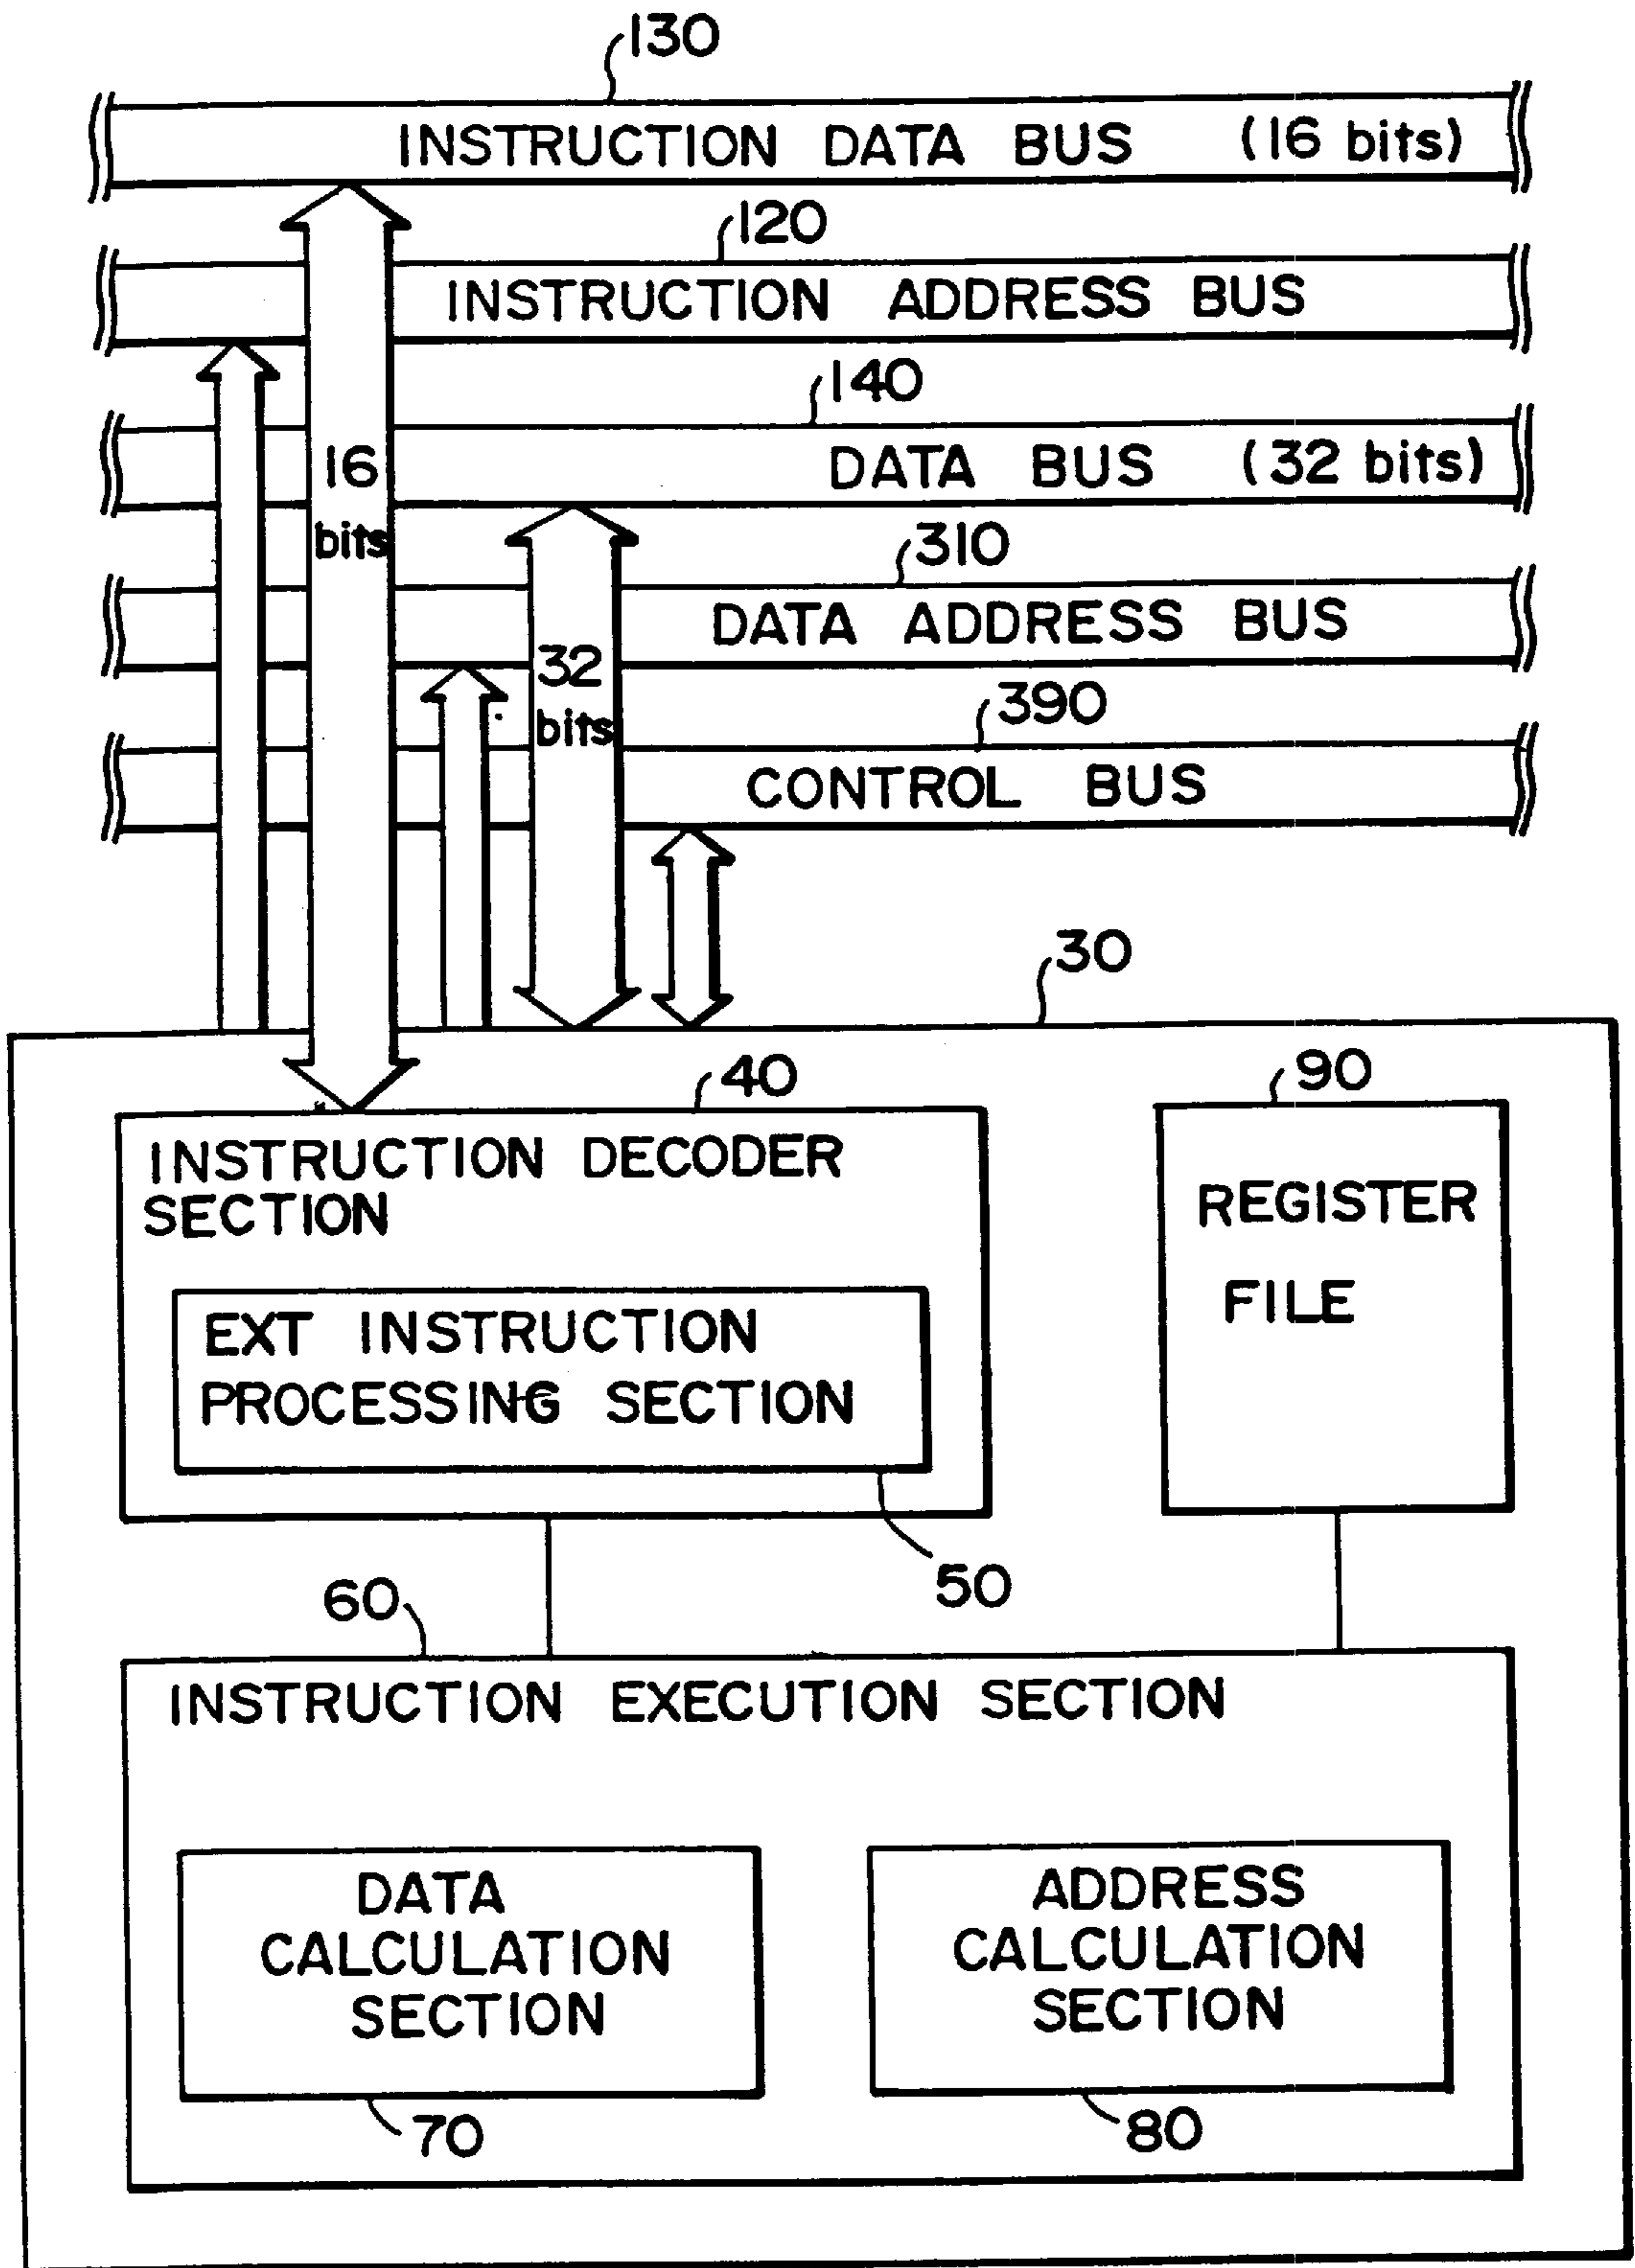 130
INSTRUCTION DATA BUS (16 bits)
120
INSTRUCTION ADDRESS BUS
140
DATA BUS (32 bits)
16
bits
310
DATA ADDRESS BUS
32
bits
390
CONTROL BUS
30
40
90
INSTRUCTION DECODER
SECTION
REGISTER
FILE
EXT INSTRUCTION
PROCESSING SECTION
50
60
INSTRUCTION EXECUTION SECTION
DATA
CALCULATION
SECTION
ADDRESS
CALCULATION
SECTION
70
80